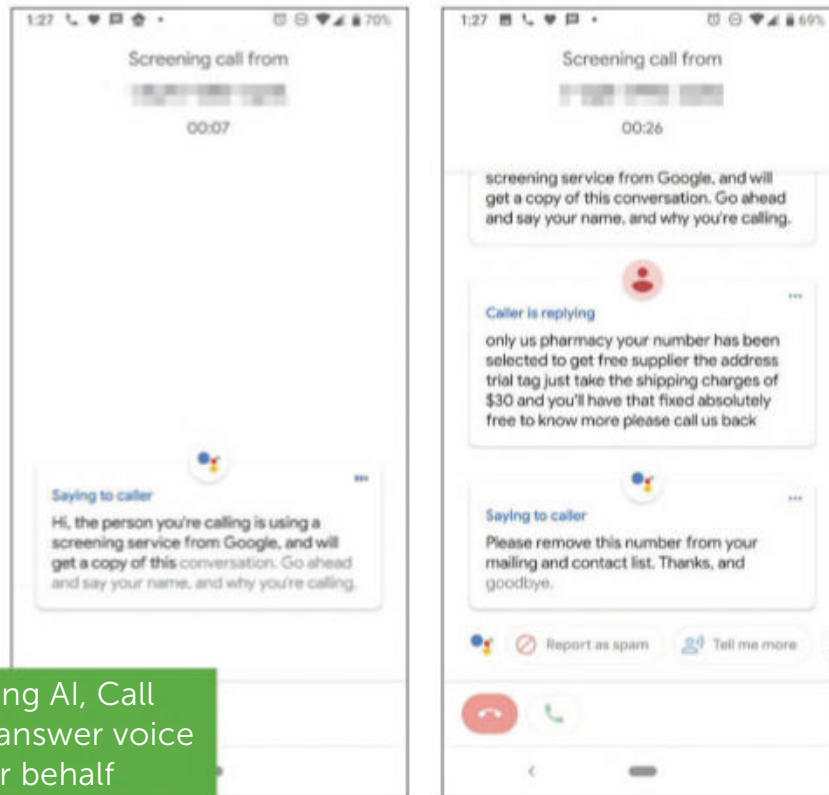 1:27
70%
Screening call from
00:07
Saying to caller
Hi, the person you're calling is using a
screening service from Google, and will
get a copy of this conversation. Go ahead
and say your name, and why you're calling.
ng AI, Call
answer voice
r behalf
1:27
69%
Screening call from
00:26
screening service from Google, and will
get a copy of this conversation. Go ahead
and say your name, and why you're calling.
Caller is replying
only us pharmacy your number has been
selected to get free supplier the address
trial tag just take the shipping charges of
$30 and you'll have that fixed absolutely
free to know more please call us back
Saying to caller
Please remove this number from your
mailing and contact list. Thanks, and
goodbye.
Report as spam
Tell me more